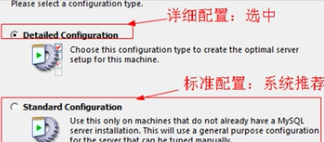 Please select a configuration type.
详细配置：选中
Detailed Configuration
Choose this configuration type to create the optimal server
setup for this machine.
标准配置：系统推荐
Standard Configuration
Use this only on machines that do not already have a MySQL
server installation. This will use a general purpose configuration
for the server that can be tuned manually.